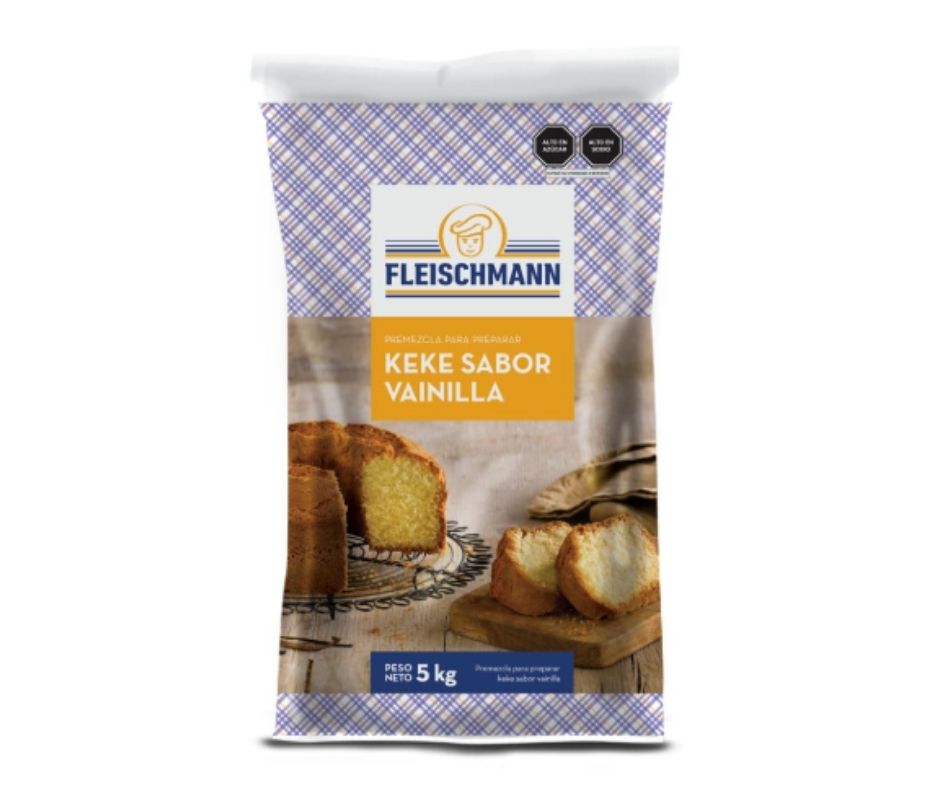 ALTO EN
AZÚCAR
ALTO EN
SODIO
FLEISCHMANN
PREMEZCLA PARA PREPARAR
KEKE SABOR
VAINILLA
PESO
NETO 5 kg
Premezcla para preparar
keke sabor vainilla